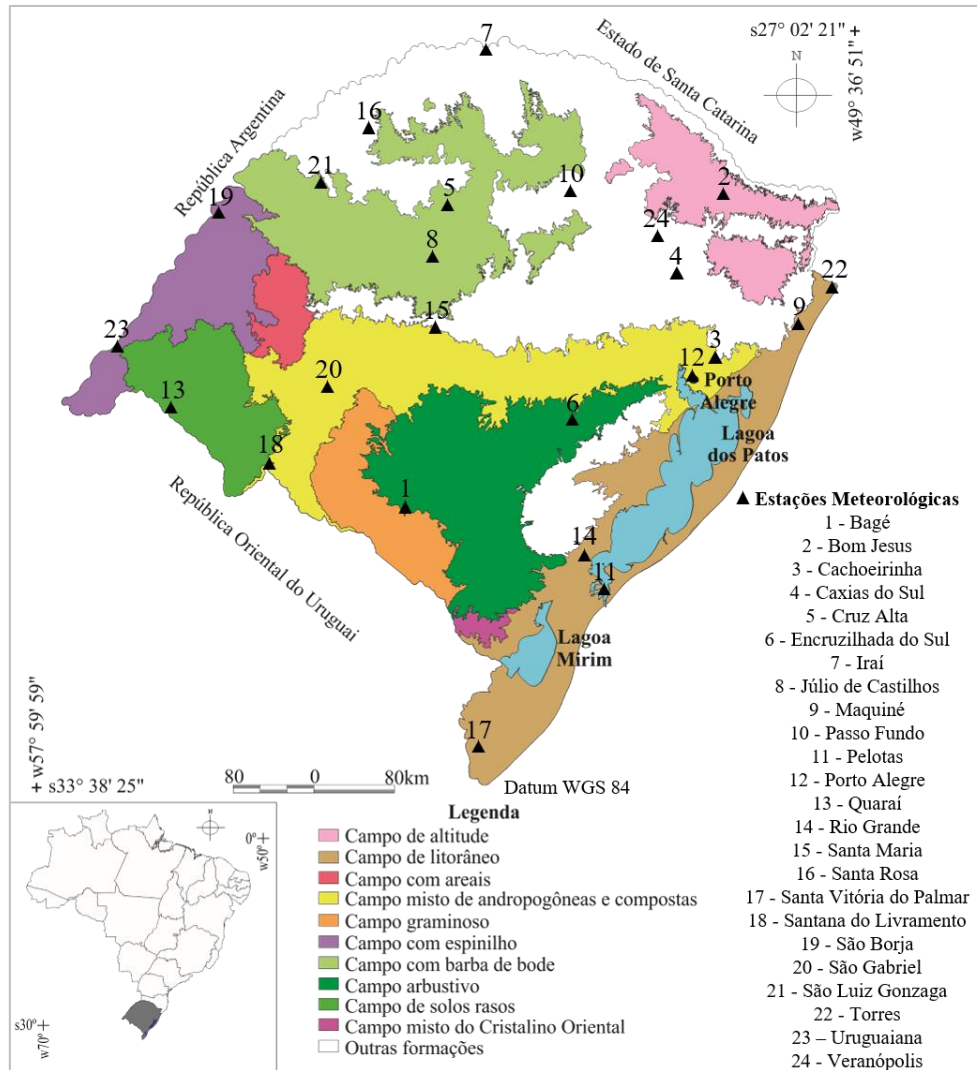 7
s27° 02' 21"
w49° 36' 51"
Estado de Santa Catarina
N
República Argentina
16
21
10
2
19
5
24
8
4
22
9
15
23
3
20
12
Porto
Alegre
13
6
Lagoa
dos Patos
18
República Oriental do Uruguai
1
14
11
Lagoa
Mirim
17
w57° 59' 59"
s33° 38' 25"
80 0 80km
Datum WGS 84
Estações Meteorológicas
1 - Bagé
2 - Bom Jesus
3 - Cachoeirinha
4 - Caxias do Sul
5 - Cruz Alta
6 - Encruzilhada do Sul
7 - Iraí
8 - Júlio de Castilhos
9 - Maquiné
10 - Passo Fundo
11 - Pelotas
12 - Porto Alegre
13 - Quaraí
14 - Rio Grande
15 - Santa Maria
16 - Santa Rosa
17 - Santa Vitória do Palmar
18 - Santana do Livramento
19 - São Borja
20 - São Gabriel
21 - São Luiz Gonzaga
22 - Torres
23 – Uruguaiana
24 - Veranópolis
Legenda
Campo de altitude
Campo de litorâneo
Campo com areais
Campo misto de andropogôneas e compostas
Campo graminoso
Campo com espinilho
Campo com barba de bode
Campo arbustivo
Campo de solos rasos
Campo misto do Cristalino Oriental
Outras formações
N
0°
w50°
s30°
w70°